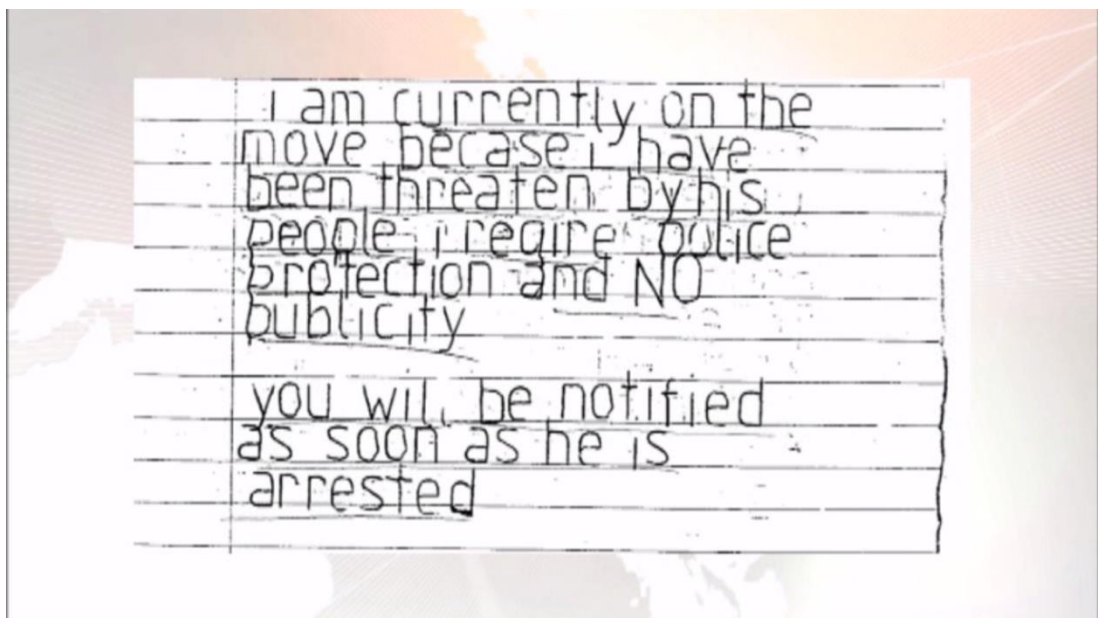 i am currently on the
move becase i have
been threaten by his
people i reqire police
protection and NO
publicity
you wil, be notified
as soon as he is
arrested